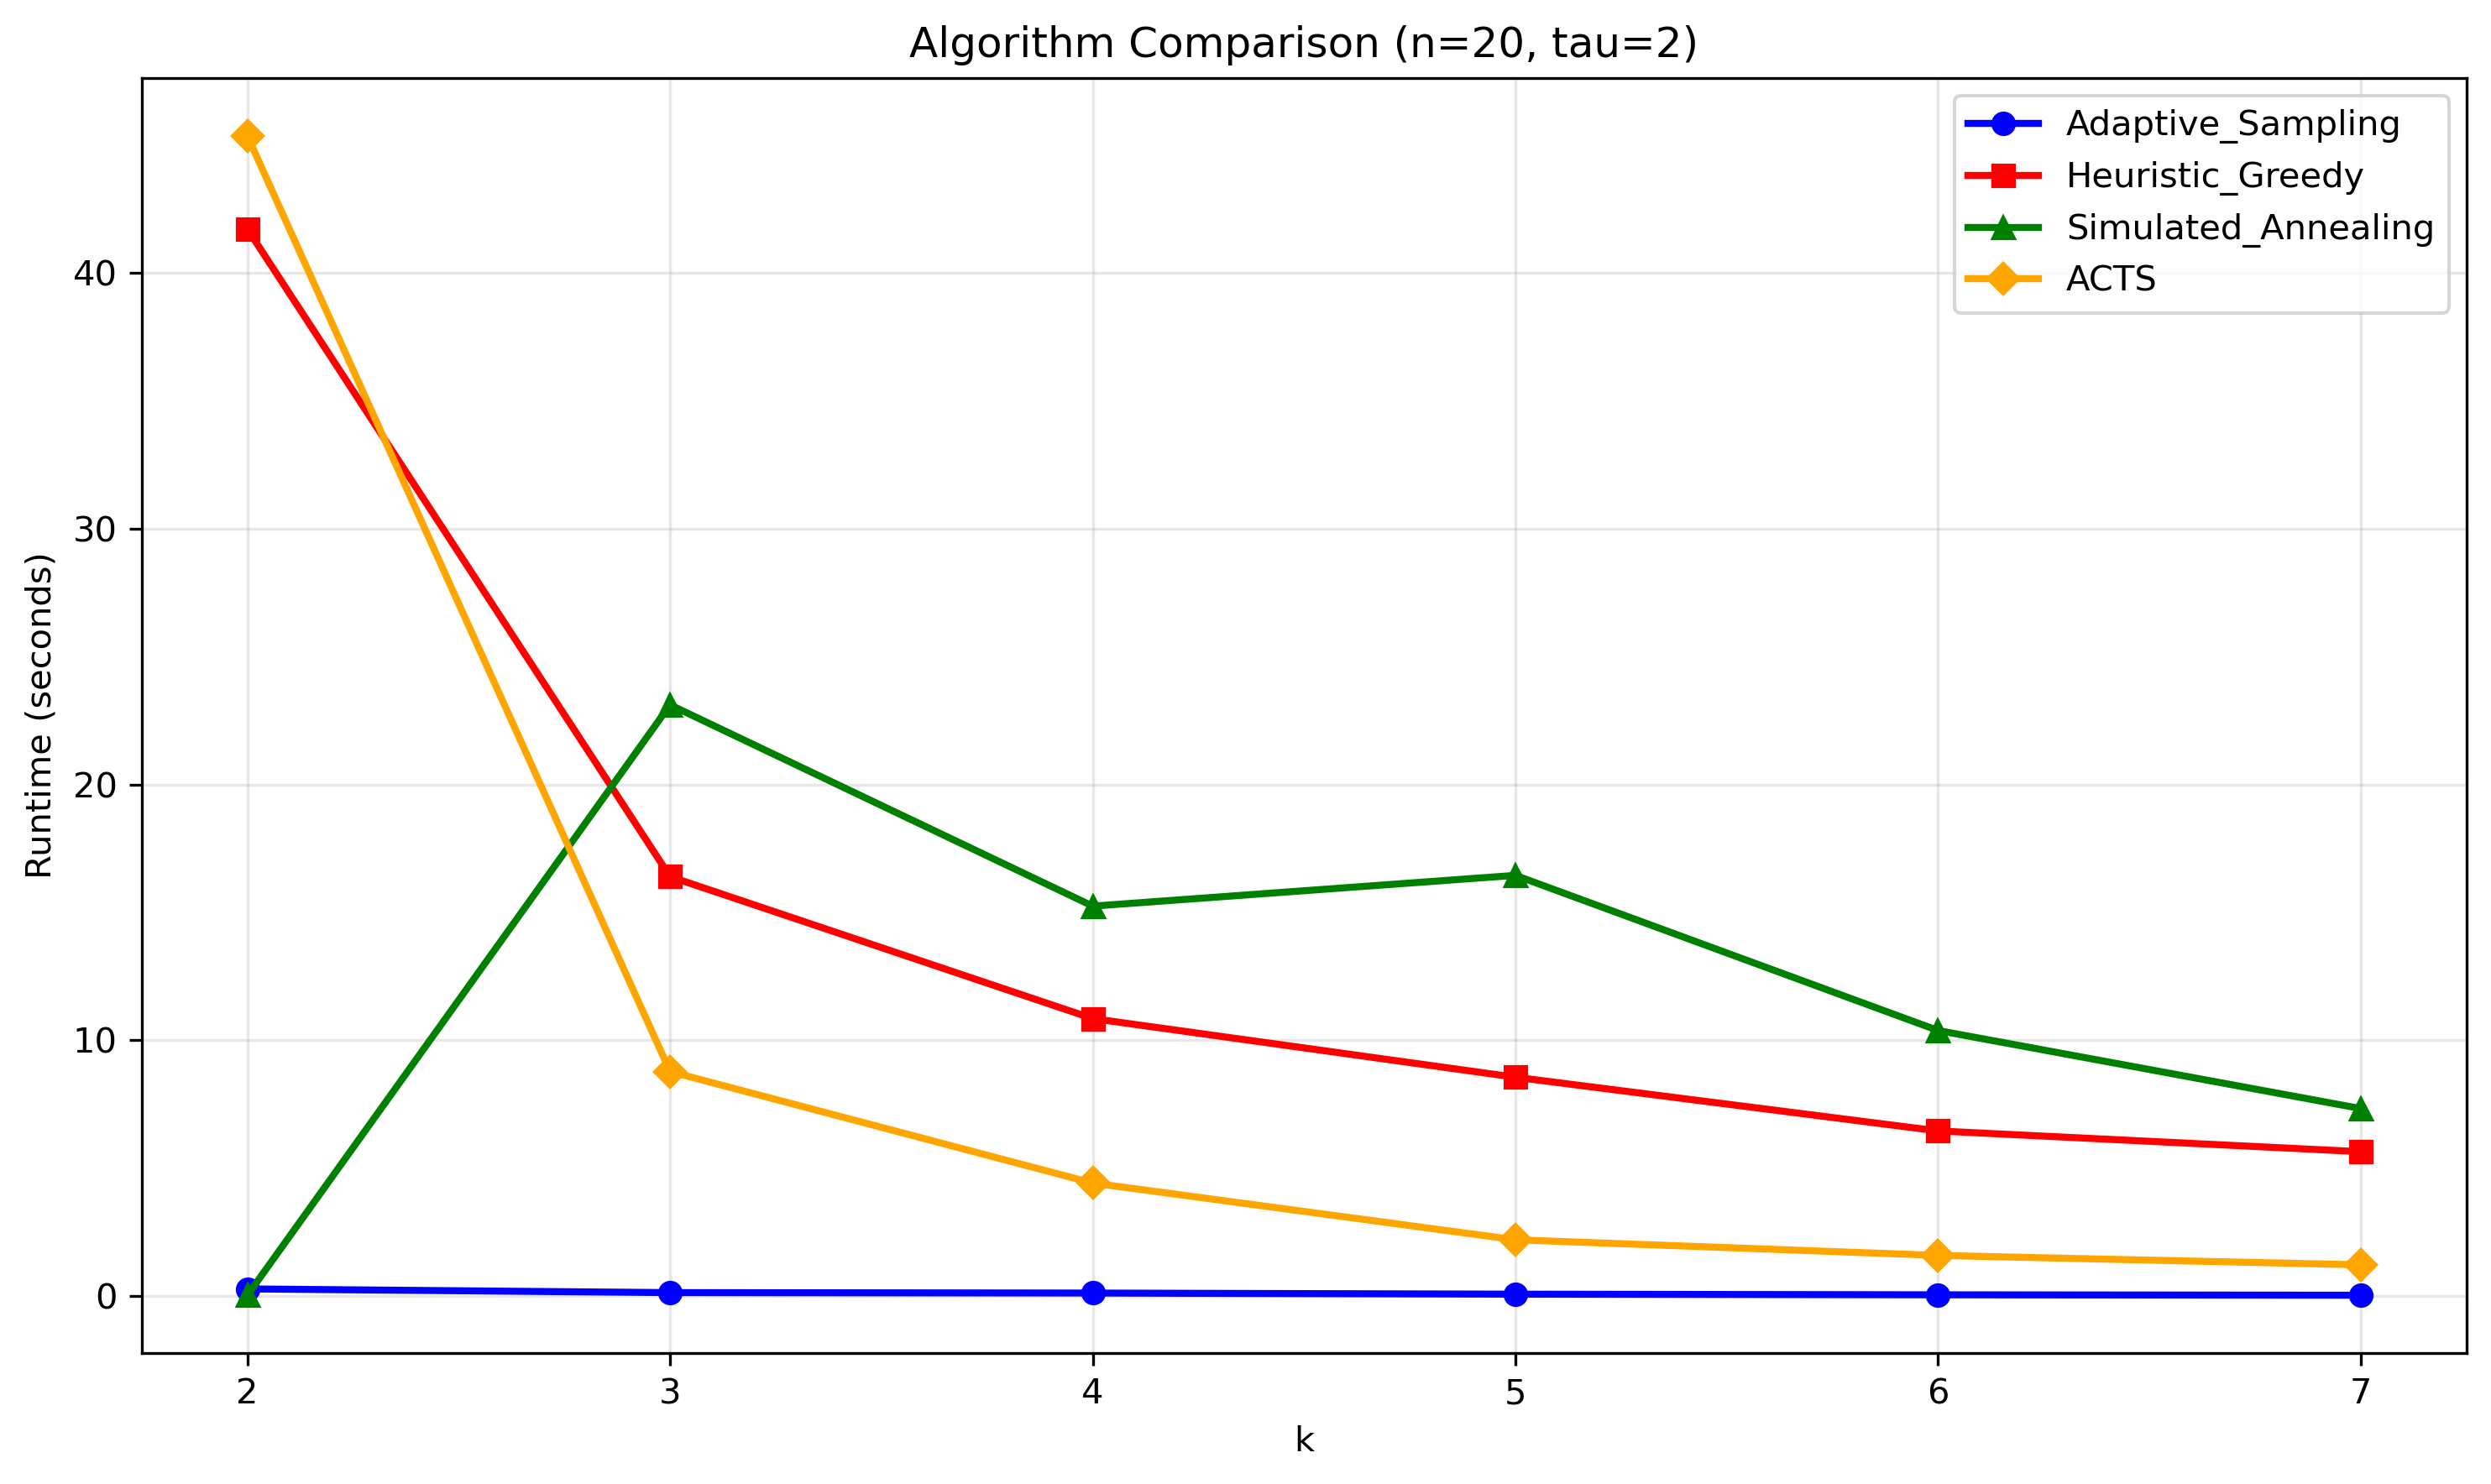 Algorithm Comparison (n=20, tau=2)
Adaptive_Sampling
Heuristic_Greedy
Simulated_Annealing
ACTS
Runtime (seconds)
40
30
20
10
0
2 3 4 5 6 7
k